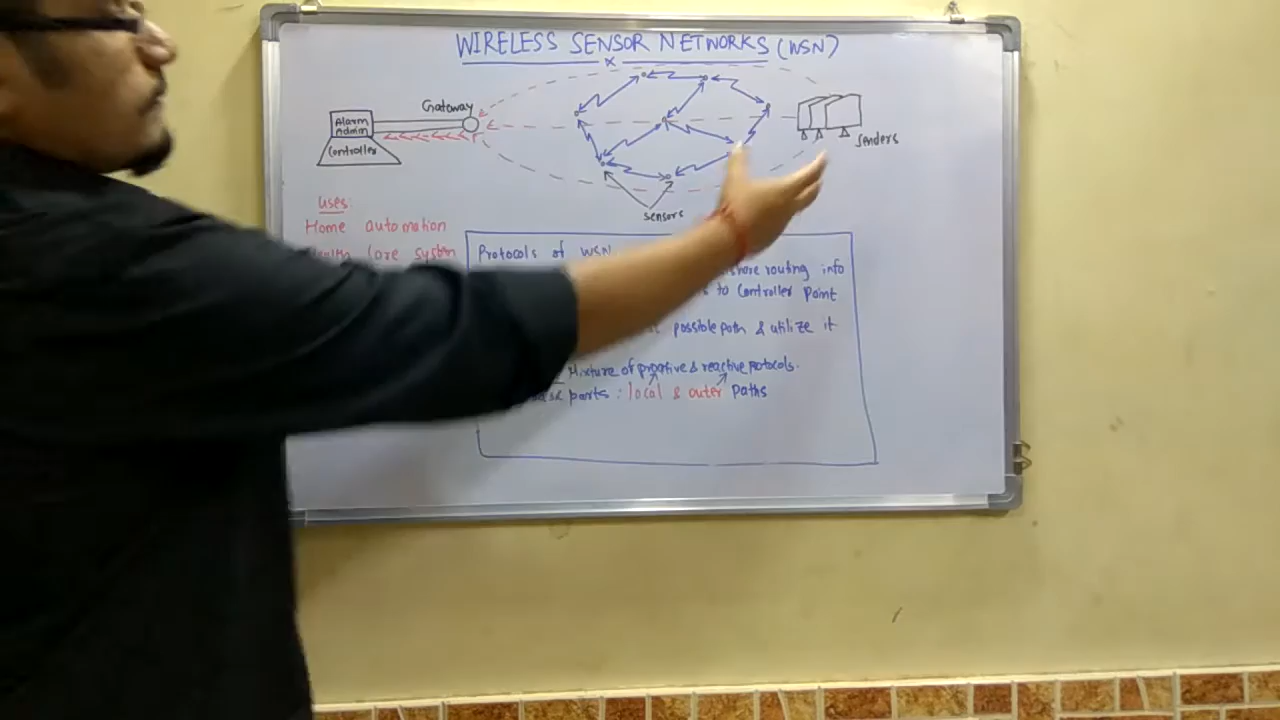 WIRELESS SENSOR NETWORKS (WSN)
Gateway
Alarm
Admin
Controller
senders
sensors
uses:
Home automation
Health Care system
Protocols of WSN
share routing info
to Controller Point
possible path & utilize it
Mixture of proactive & reactive protocols.
parts : local & outer paths